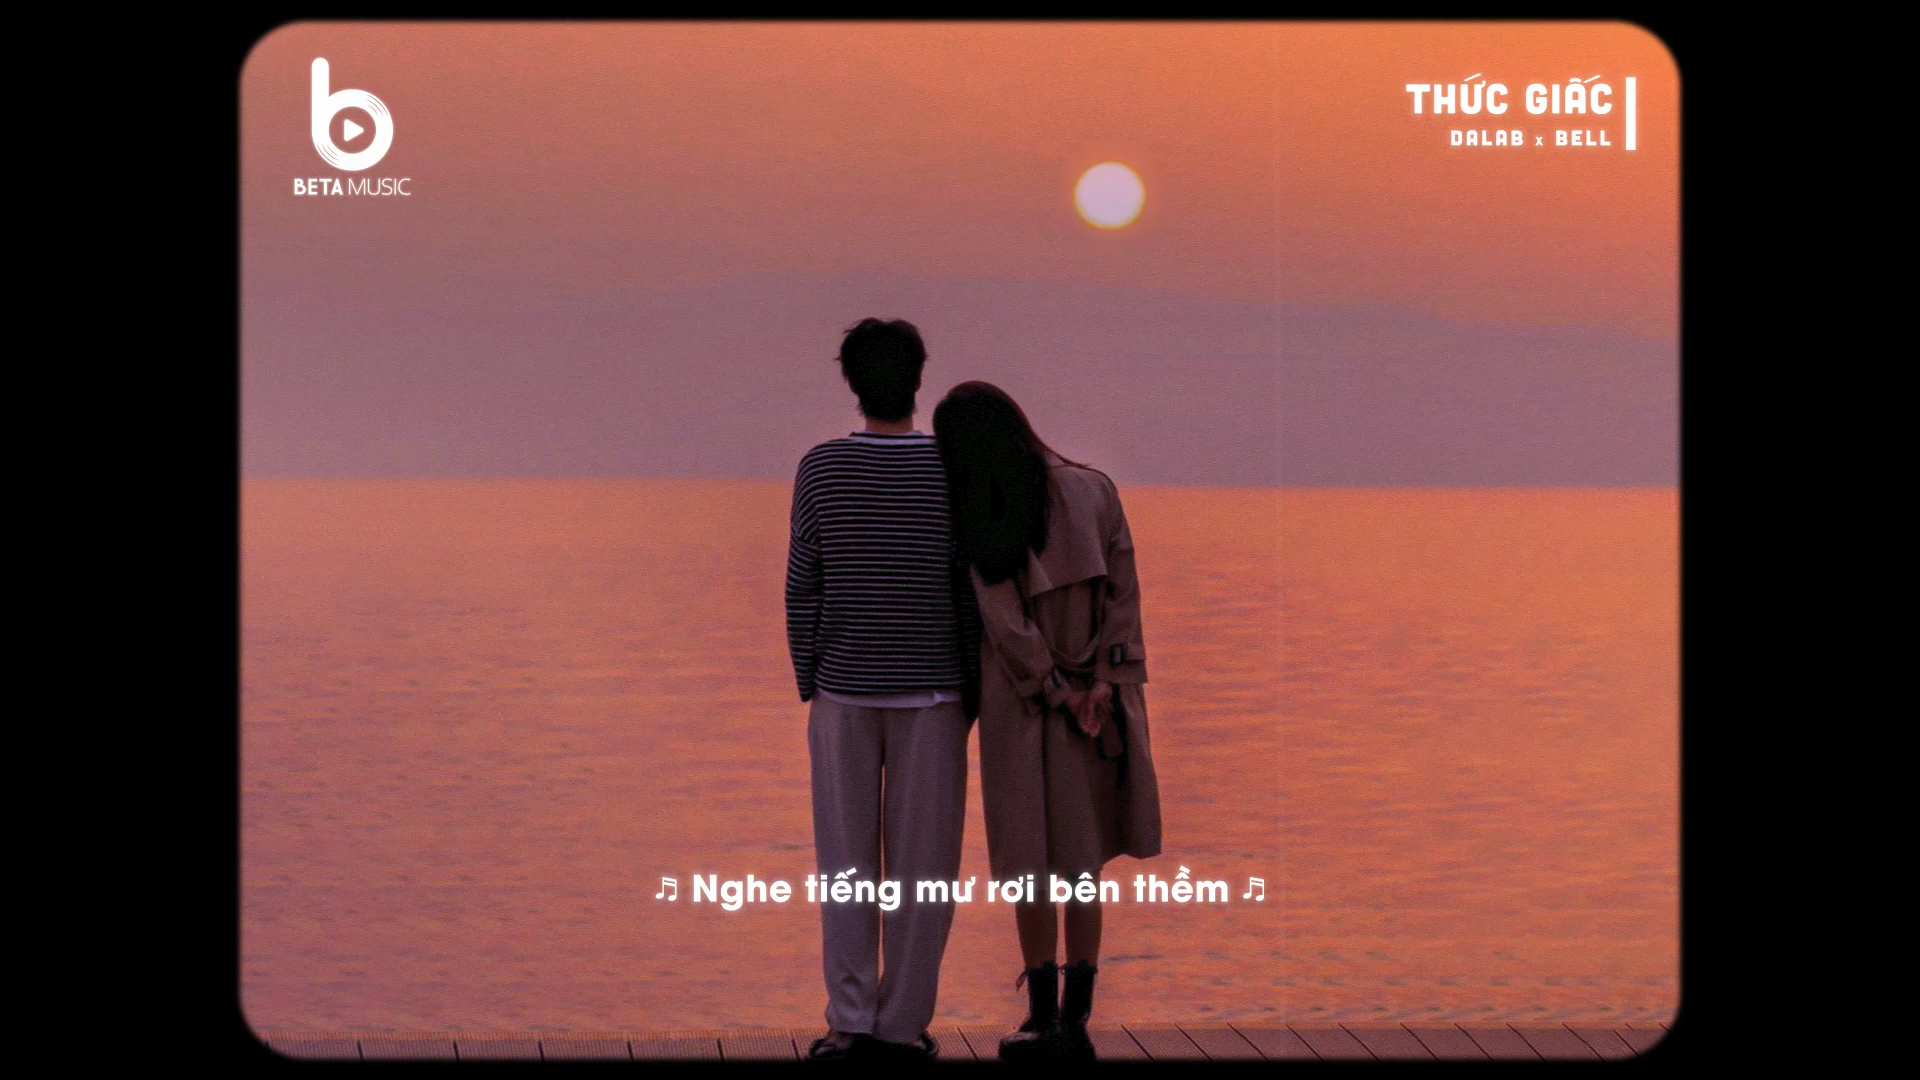 BETA MUSIC
THỨC GIẤC
DALAB x BELL
♬ Nghe tiếng mư rơi bên thềm ♬